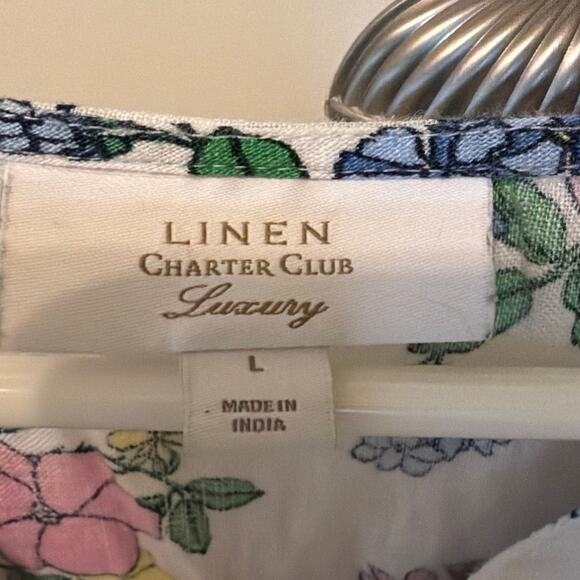 LINEN
CHARTER CLUB
Luxury
L
MADE IN
INDIA